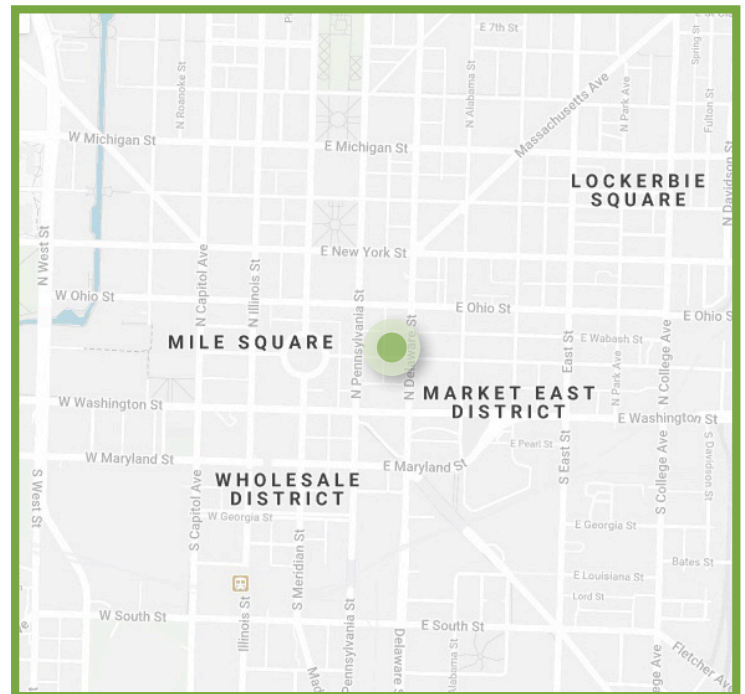 E 7th St
Spring St
N Roanoke St
N Alabama St
Massachusetts Ave
N Park Ave
Fulton St
W Michigan St
E Michigan St
LOCKERBIE
SQUARE
N Davidson St
N West St
E New York St
N Capitol Ave
N Illinois St
W Ohio St
E Ohio St
E Ohio S
N Pennsylvania St
N Delaware St
MILE SQUARE
East St
E Wabash St
N Park Ave
N College Ave
MARKET EAST
DISTRICT
W Washington St
E Washington St
E Pearl St
W Maryland St
E Maryland St
S West St
WHOLESALE
DISTRICT
S Capitol Ave
S East St
S College Ave
S Davidson St
W Georgia St
E Georgia St
S Meridian St
Bates St
E Louisiana St
Lord St
Illinois St
Pennsylvania St
Delaware S
W South St
E South St
Alabama St
Fletcher Av
ge Ave
Mad